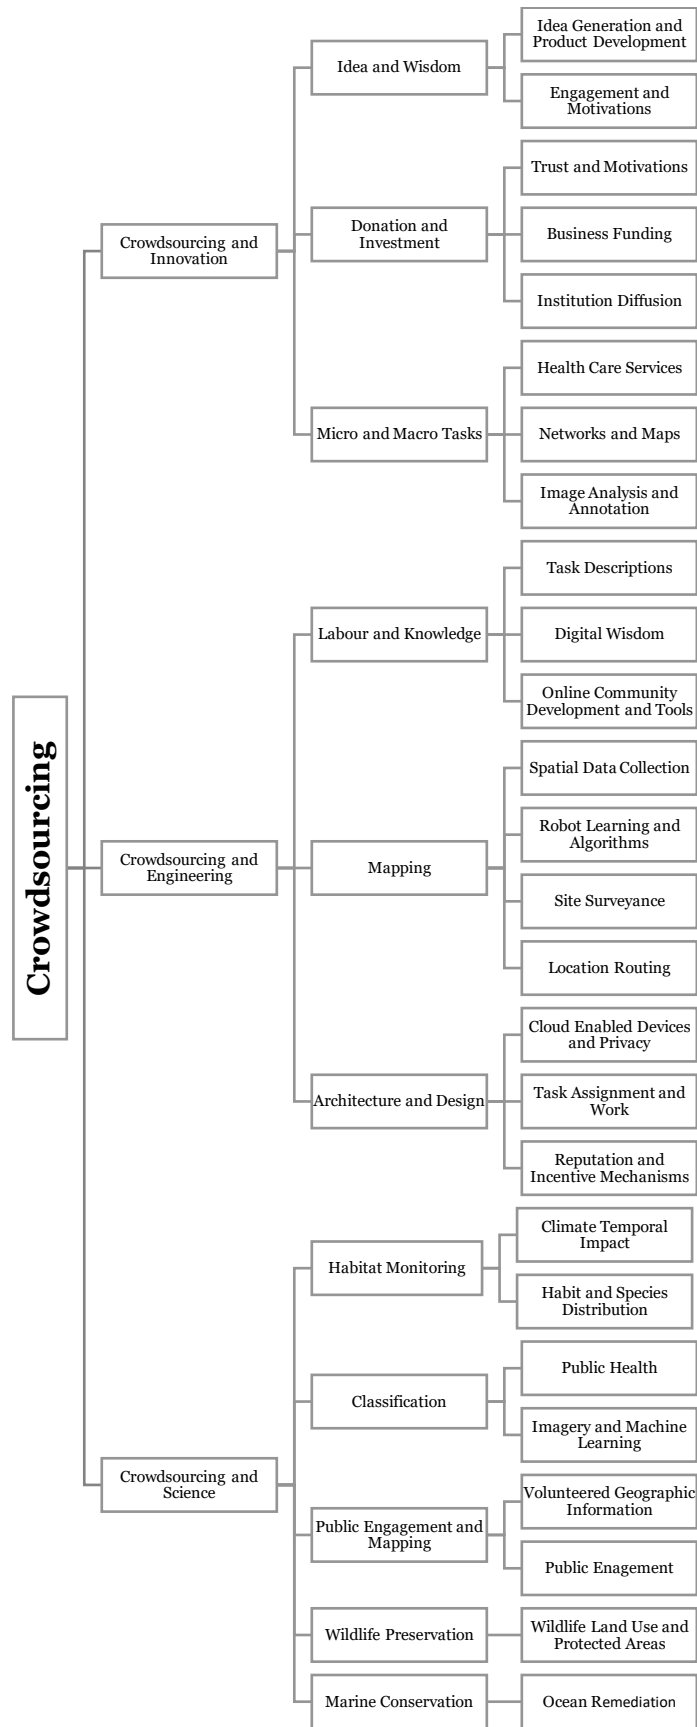 Crowdsourcing
Crowdsourcing and
Innovation
Idea and Wisdom
Idea Generation and
Product Development
Engagement and
Motivations
Donation and
Investment
Trust and Motivations
Business Funding
Institution Diffusion
Micro and Macro Tasks
Health Care Services
Networks and Maps
Image Analysis and
Annotation
Crowdsourcing and
Engineering
Labour and Knowledge
Task Descriptions
Digital Wisdom
Online Community
Development and Tools
Mapping
Spatial Data Collection
Robot Learning and
Algorithms
Site Surveyance
Location Routing
Architecture and Design
Cloud Enabled Devices
and Privacy
Task Assignment and
Work
Reputation and
Incentive Mechanisms
Crowdsourcing and
Science
Habitat Monitoring
Climate Temporal
Impact
Habit and Species
Distribution
Classification
Public Health
Imagery and Machine
Learning
Public Engagement and
Mapping
Volunteered Geographic
Information
Public Enagement
Wildlife Preservation
Wildlife Land Use and
Protected Areas
Marine Conservation
Ocean Remediation